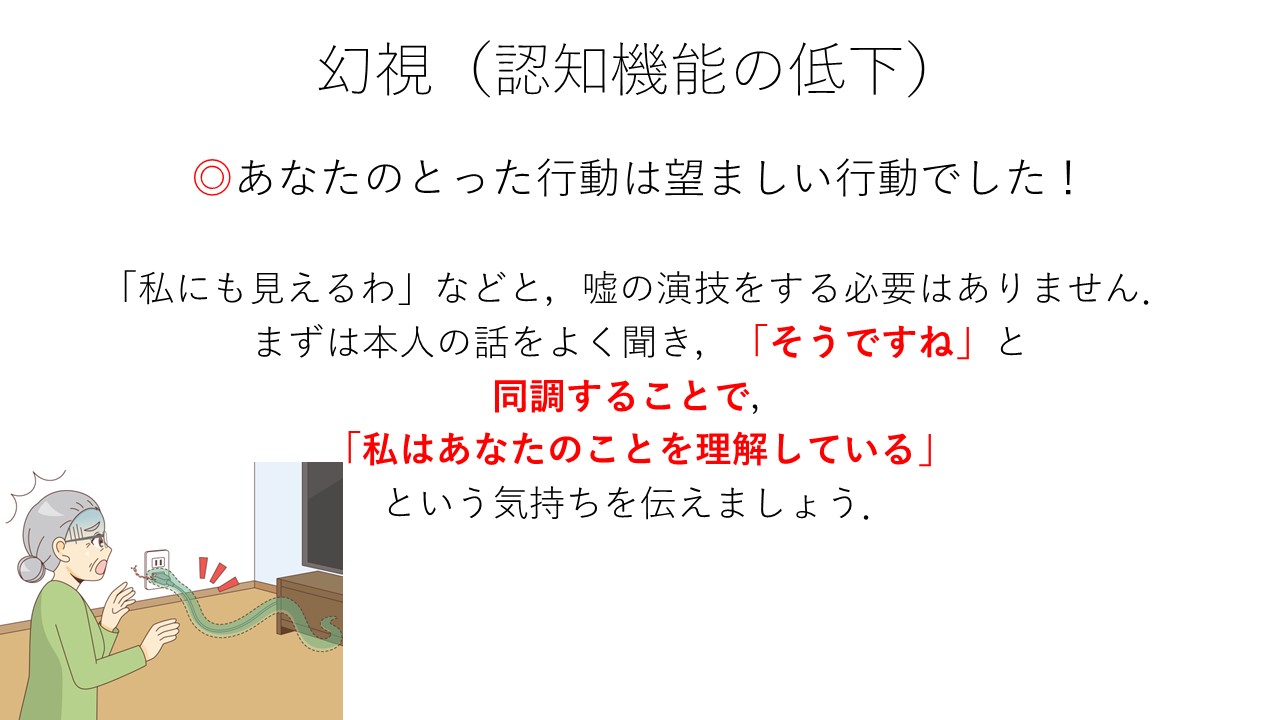 幻視（認知機能の低下）
◎あなたのとった行動は望ましい行動でした！
「私にも見えるわ」などと，嘘の演技をする必要はありません．
まずは本人の話をよく聞き，「そうですね」と
同調することで，
「私はあなたのことを理解している」
という気持ちを伝えましょう．